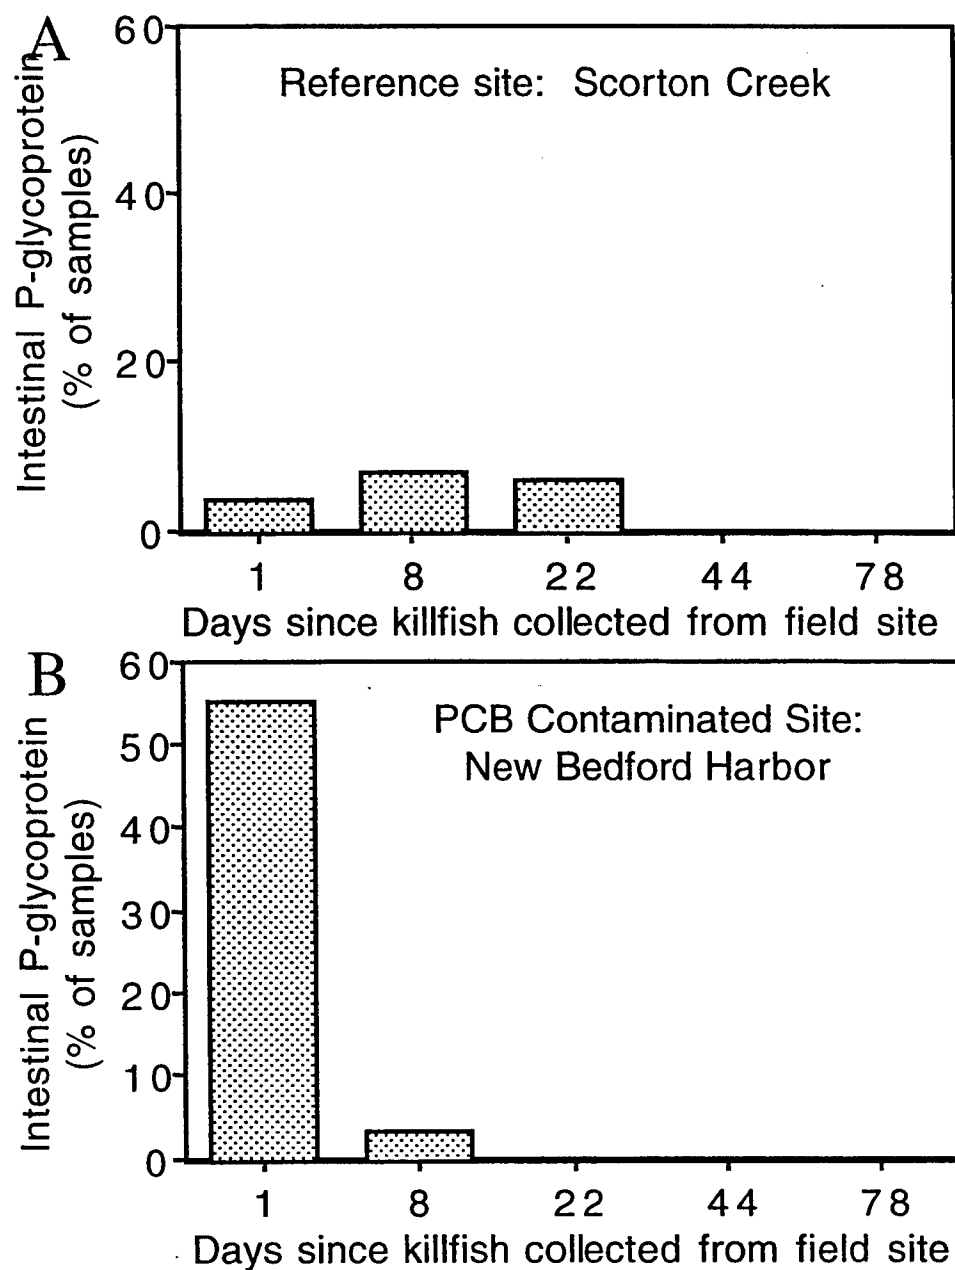 A
60
Reference site: Scorton Creek
40
20
0
Intestinal P-glycoprotein
(% of samples)
1 8 22 44 78
Days since killfish collected from field site
B
60
PCB Contaminated Site:
New Bedford Harbor
50
40
30
20
10
0
Intestinal P-glycoprotein
(% of samples)
1 8 22 44 78
Days since killfish collected from field site